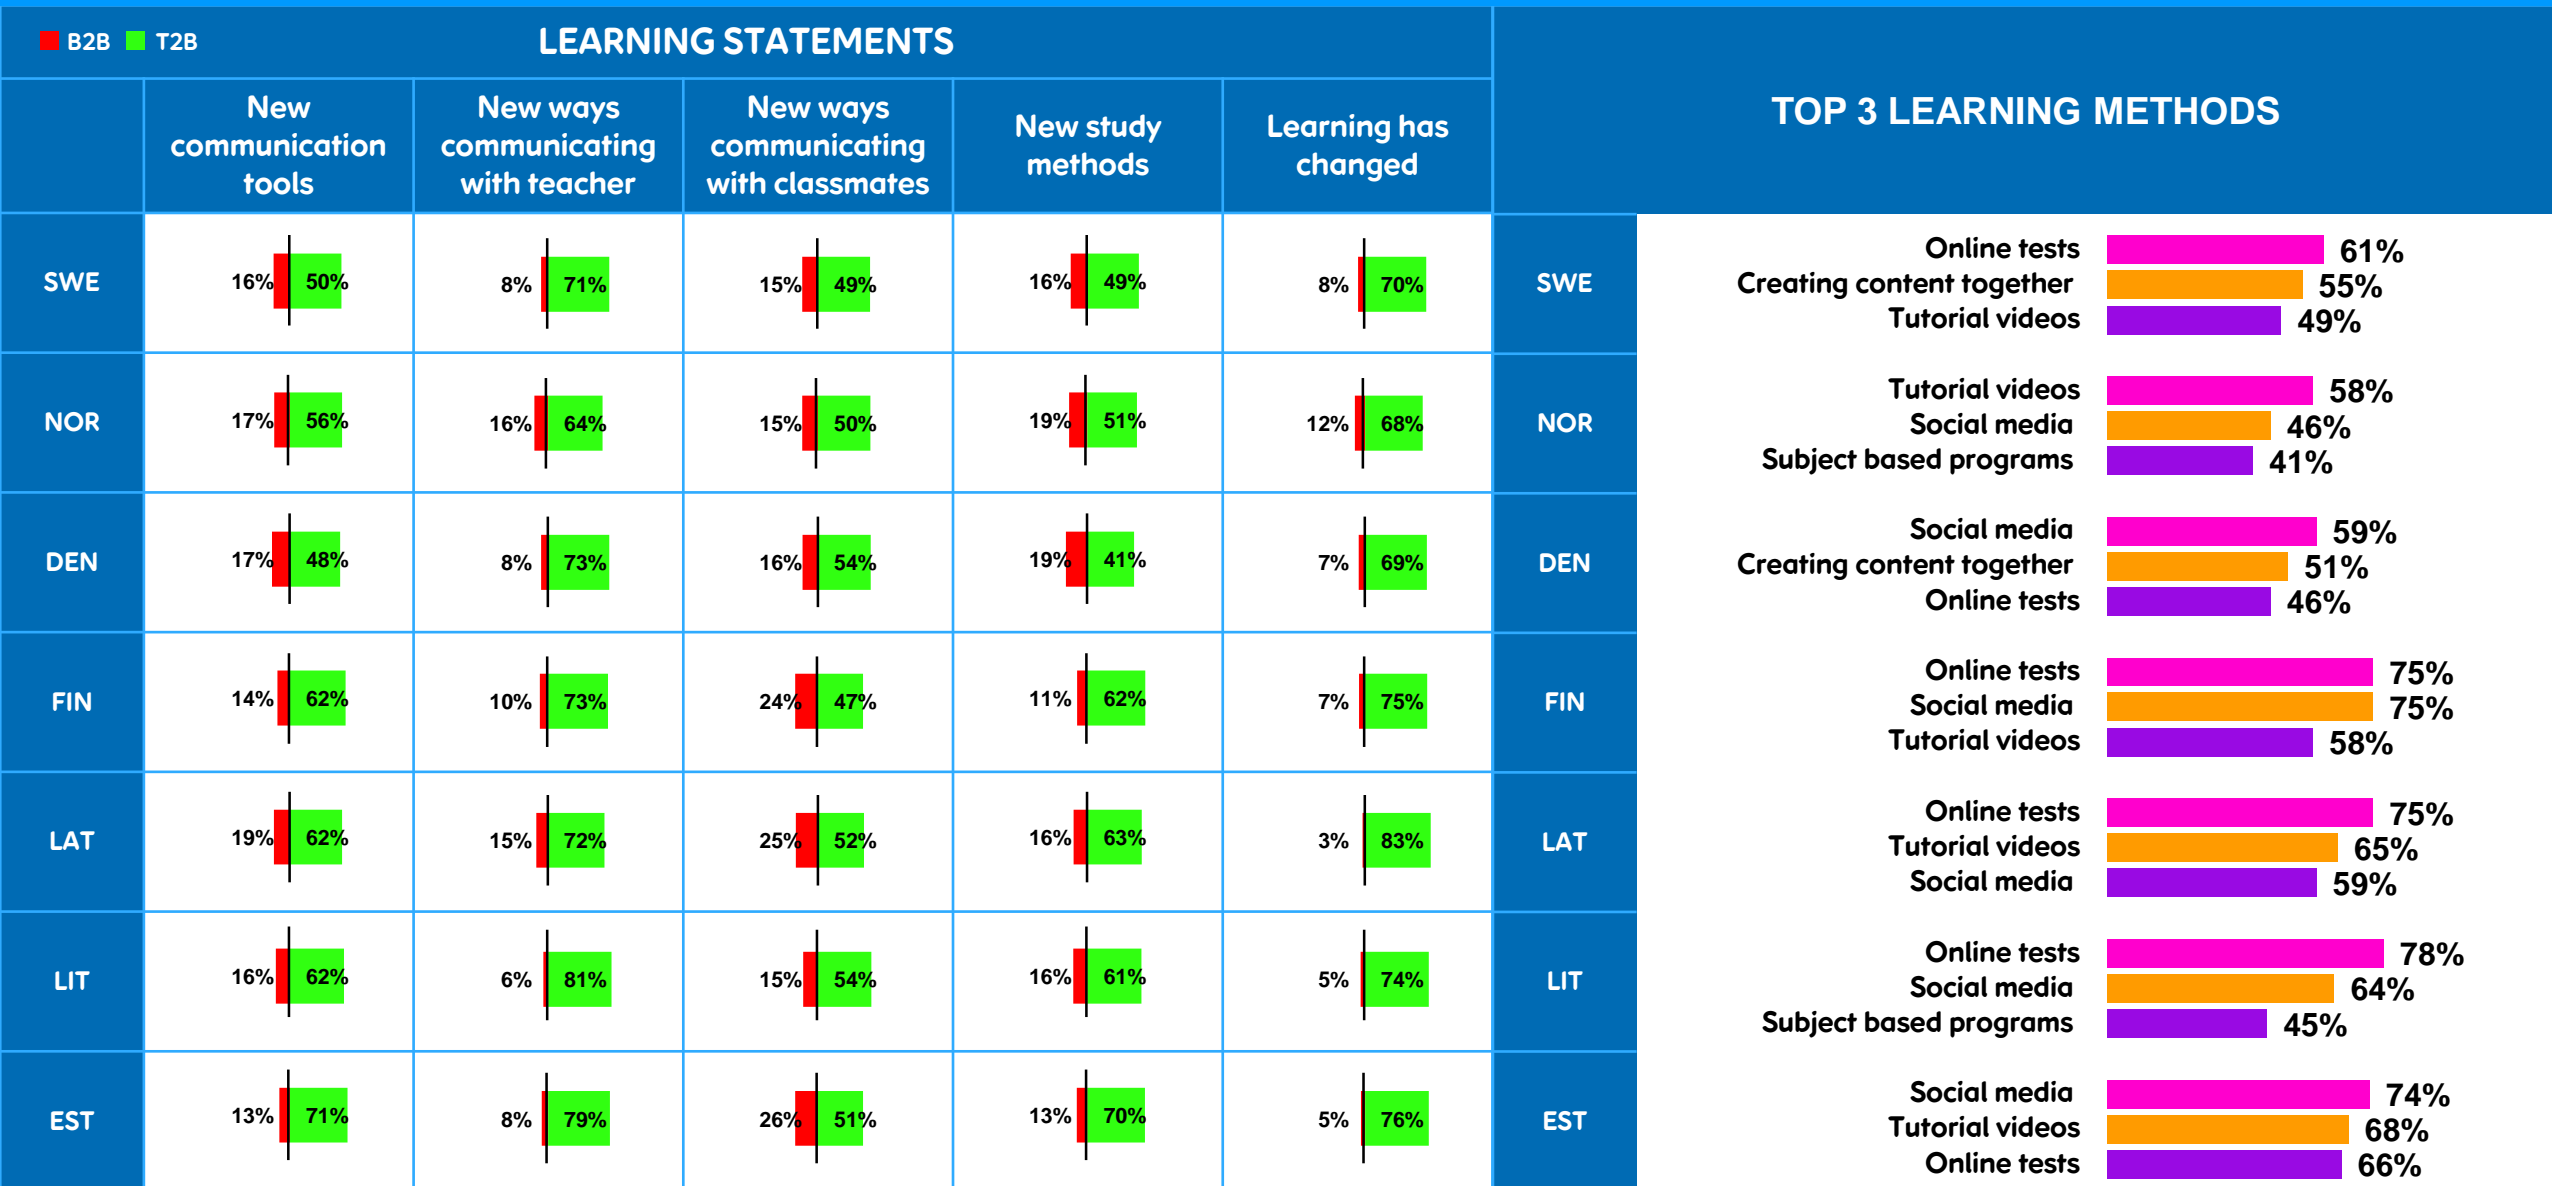 B2B T2B
LEARNING STATEMENTS
TOP 3 LEARNING METHODS
New
communication
tools
New ways
communicating
with teacher
New ways
communicating
with classmates
New study
methods
Learning has
changed
SWE
16% 50%
8% 71%
15% 49%
16% 49%
8% 70%
SWE
Online tests 61%
Creating content together 55%
Tutorial videos 49%
NOR
17% 56%
16% 64%
15% 50%
19% 51%
12% 68%
NOR
Tutorial videos 58%
Social media 46%
Subject based programs 41%
DEN
17% 48%
8% 73%
16% 54%
19% 41%
7% 69%
DEN
Social media 59%
Creating content together 51%
Online tests 46%
FIN
14% 62%
10% 73%
24% 47%
11% 62%
7% 75%
FIN
Online tests 75%
Social media 75%
Tutorial videos 58%
LAT
19% 62%
15% 72%
25% 52%
16% 63%
3% 83%
LAT
Online tests 75%
Tutorial videos 65%
Social media 59%
LIT
16% 62%
6% 81%
15% 54%
16% 61%
5% 74%
LIT
Online tests 78%
Social media 64%
Subject based programs 45%
EST
13% 71%
8% 79%
26% 51%
13% 70%
5% 76%
EST
Social media 74%
Tutorial videos 68%
Online tests 66%